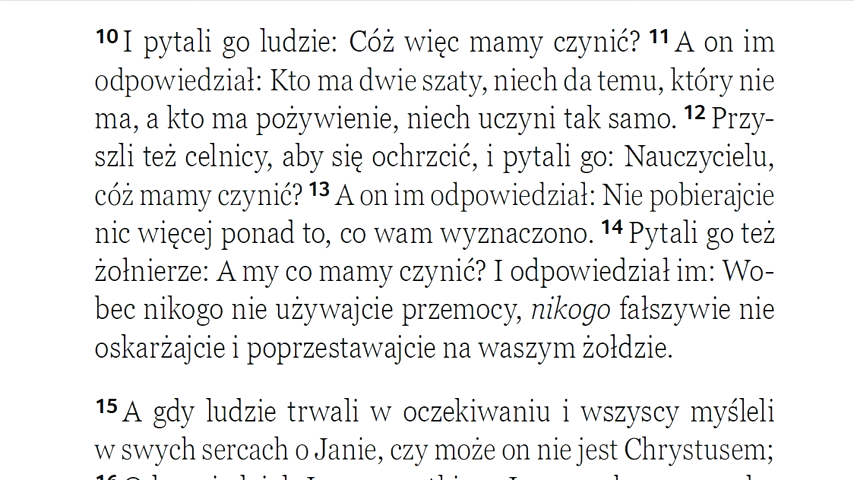 10 I pytali go ludzie: Cóż więc mamy czynić? 11 A on im
odpowiedział: Kto ma dwie szaty, niech da temu, który nie
ma, a kto ma pożywienie, niech uczyni tak samo. 12 Przy-
szli też celnicy, aby się ochrzcić, i pytali go: Nauczycielu,
cóż mamy czynić? 13 A on im odpowiedział: Nie pobierajcie
nic więcej ponad to, co wam wyznaczono. 14 Pytali go też
żołnierze: A my co mamy czynić? I odpowiedział im: Wo-
bec nikogo nie używajcie przemocy, nikogo fałszywie nie
oskarżajcie i poprzestawajcie na waszym żołdzie.
15 A gdy ludzie trwali w oczekiwaniu i wszyscy myśleli
w swych sercach o Janie, czy może on nie jest Chrystusem;